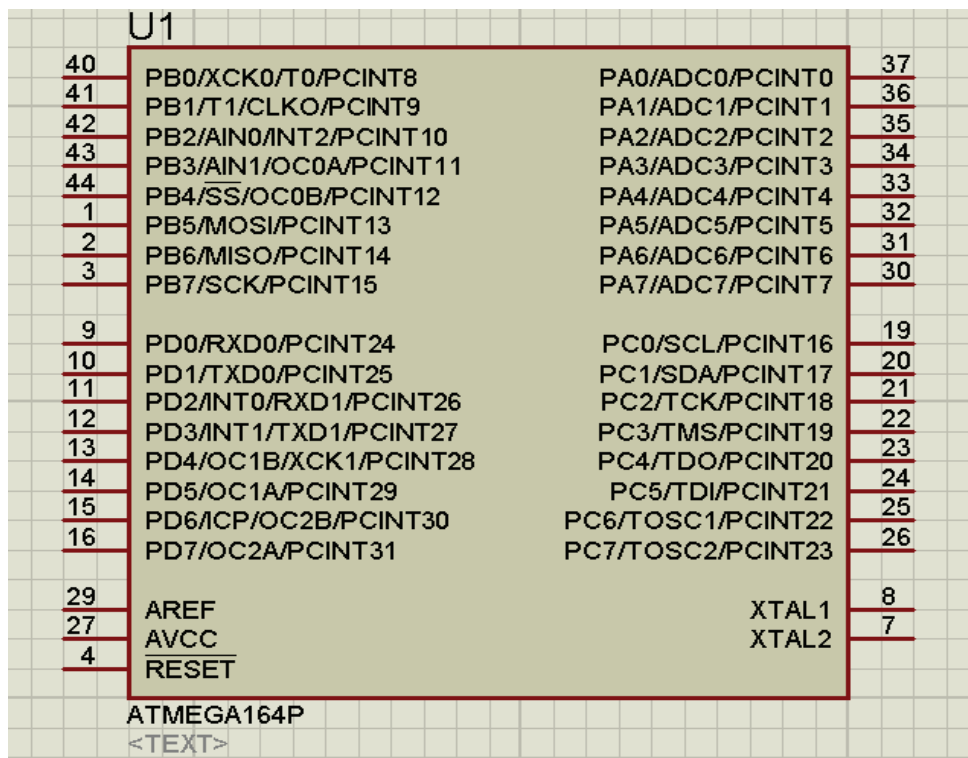 U1
40 PB0/XCK0/T0/PCINT8 PA0/ADC0/PCINT0 37
41 PB1/T1/CLKO/PCINT9 PA1/ADC1/PCINT1 36
42 PB2/AIN0/INT2/PCINT10 PA2/ADC2/PCINT2 35
43 PB3/AIN1/OC0A/PCINT11 PA3/ADC3/PCINT3 34
44 PB4/SS/OC0B/PCINT12 PA4/ADC4/PCINT4 33
1 PB5/MOSI/PCINT13 PA5/ADC5/PCINT5 32
2 PB6/MISO/PCINT14 PA6/ADC6/PCINT6 31
3 PB7/SCK/PCINT15 PA7/ADC7/PCINT7 30
9 PD0/RXD0/PCINT24 PC0/SCL/PCINT16 19
10 PD1/TXD0/PCINT25 PC1/SDA/PCINT17 20
11 PD2/INT0/RXD1/PCINT26 PC2/TCK/PCINT18 21
12 PD3/INT1/TXD1/PCINT27 PC3/TMS/PCINT19 22
13 PD4/OC1B/XCK1/PCINT28 PC4/TDO/PCINT20 23
14 PD5/OC1A/PCINT29 PC5/TDI/PCINT21 24
15 PD6/ICP/OC2B/PCINT30 PC6/TOSC1/PCINT22 25
16 PD7/OC2A/PCINT31 PC7/TOSC2/PCINT23 26
29 AREF XTAL1 8
27 AVCC XTAL2 7
4 RESET
ATMEGA164P
<TEXT>